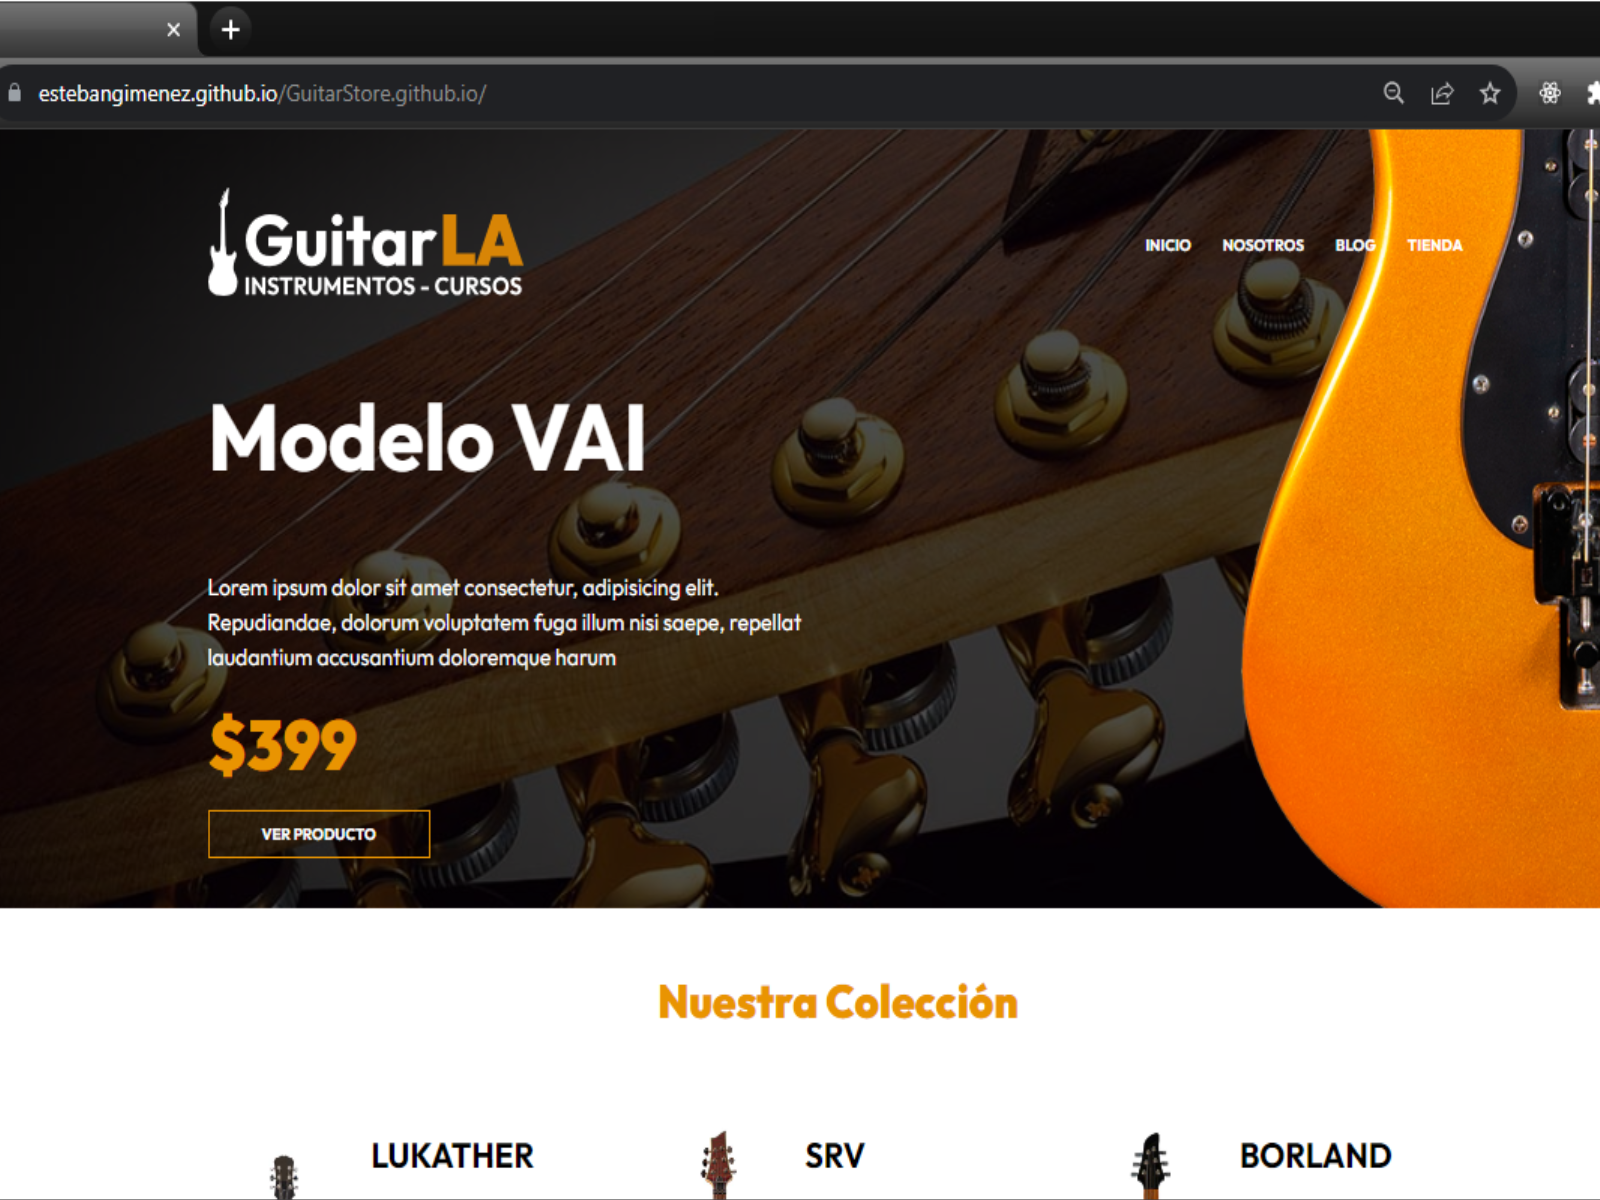 estebangimenez.github.io/GuitarStore.github.io/
GuitarLA
INSTRUMENTOS - CURSOS
INICIO NOSOTROS BLOG TIENDA
Modelo VAI
Lorem ipsum dolor sit amet consectetur, adipisicing elit.
Repudiandae, dolorum voluptatem fuga illum nisi saepe, repellat
laudantium accusantium doloremque harum
$399
VER PRODUCTO
Nuestra Colección
LUKATHER SRV BORLAND